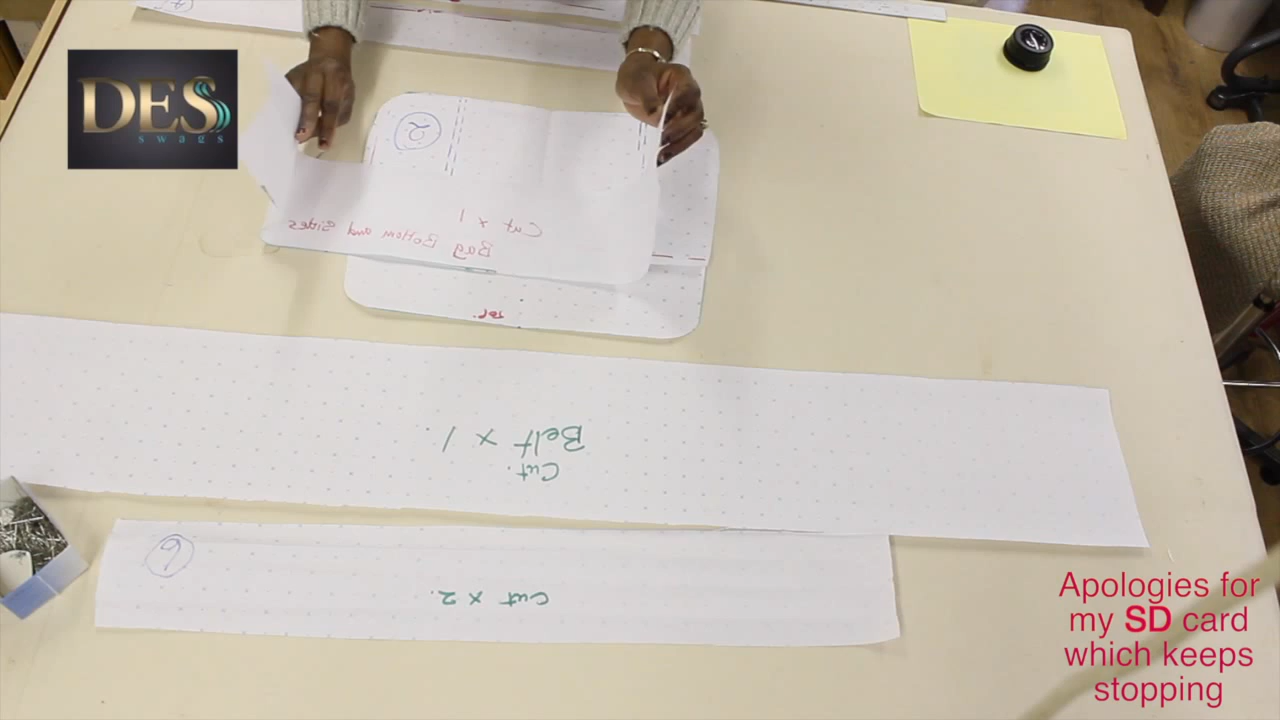 DESS
swags
2
Cut x 1
Bag Bottom and Sides
Cut.
Belt x 1
6
Cut x 2.
Apologies for
my SD card
which keeps
stopping